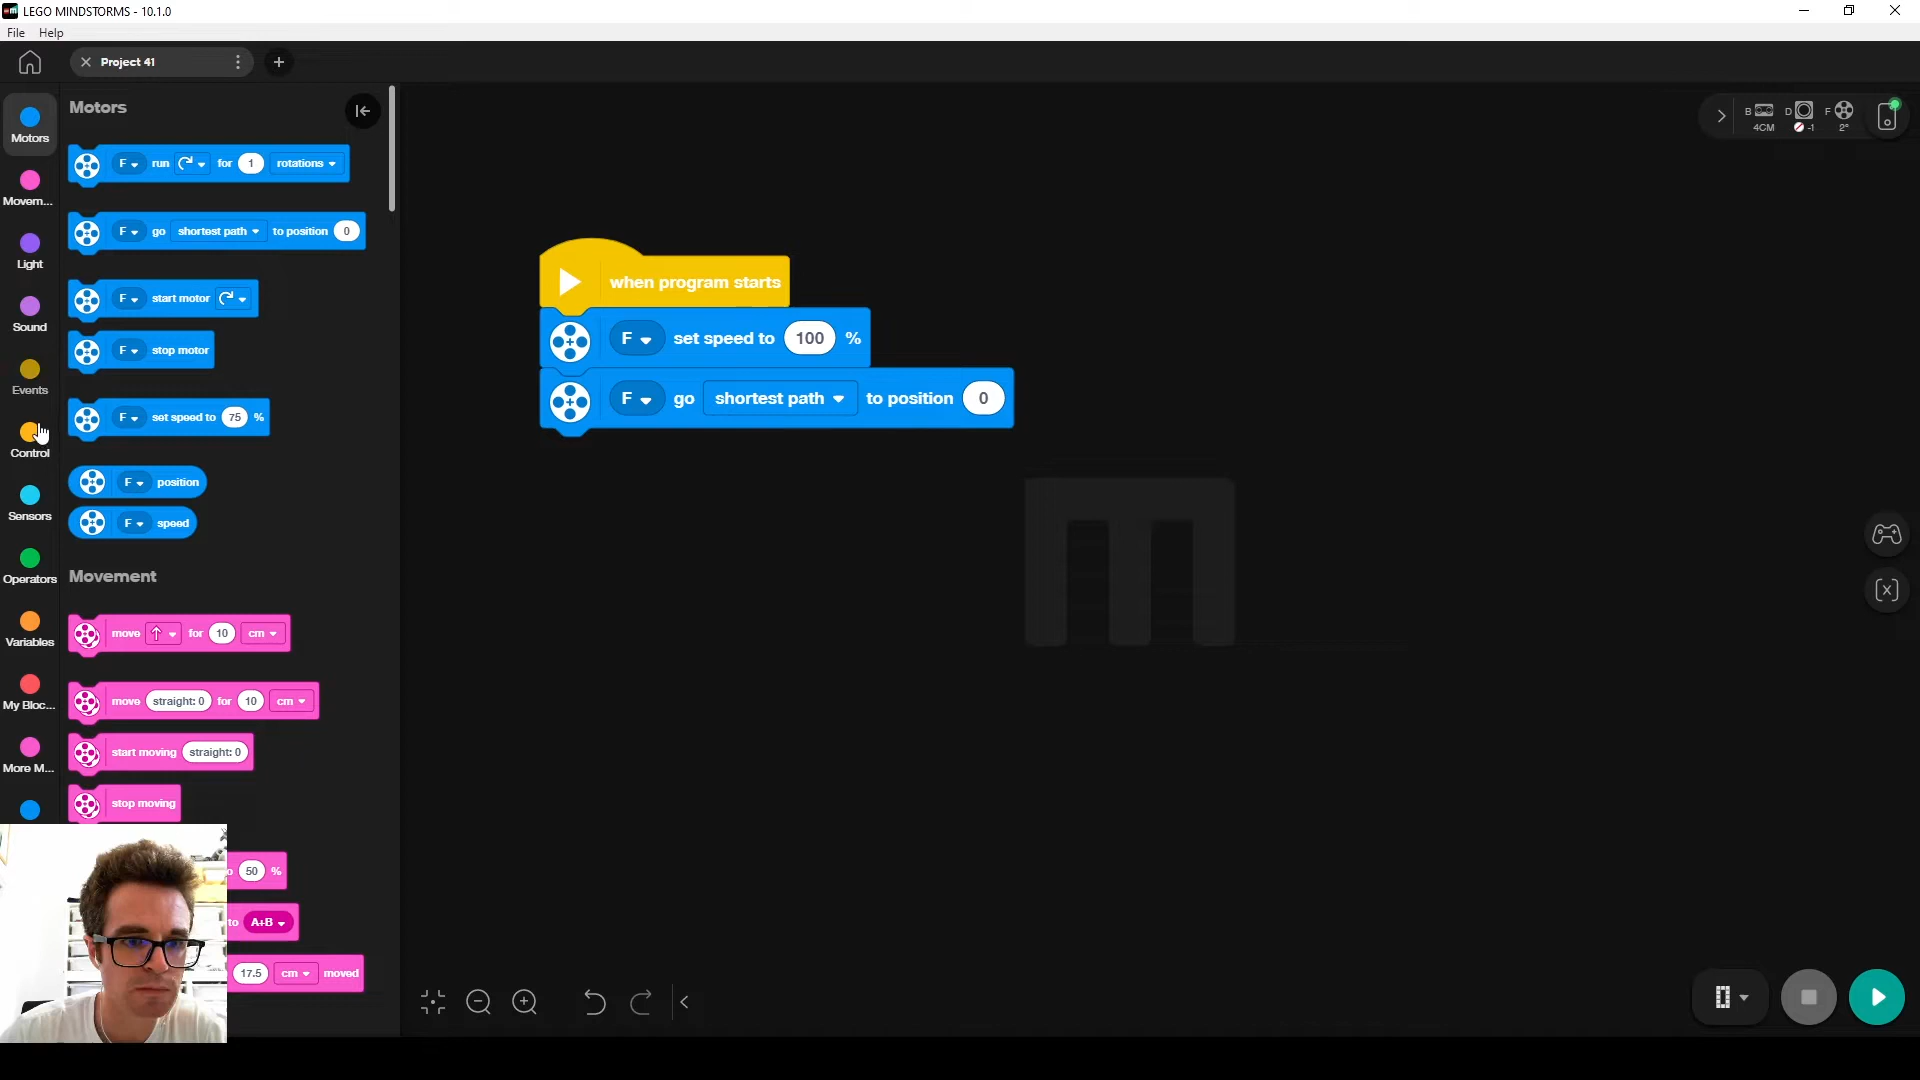 LEGO MINDSTORMS - 10.1.0
File Help
Project 41
Motors
Motors
Movem...
Light
Sound
Events
Control
Sensors
Operators
Variables
My Bloc...
More M...
F run for 1 rotations
F go shortest path to position 0
F start motor
F stop motor
F set speed to 75 %
F position
F speed
Movement
move for 10 cm
move straight: 0 for 10 cm
start moving straight: 0
stop moving
50 %
to A+B
17.5 cm moved
when program starts
F set speed to 100 %
F go shortest path to position 0
B D F
4CM -1 2°